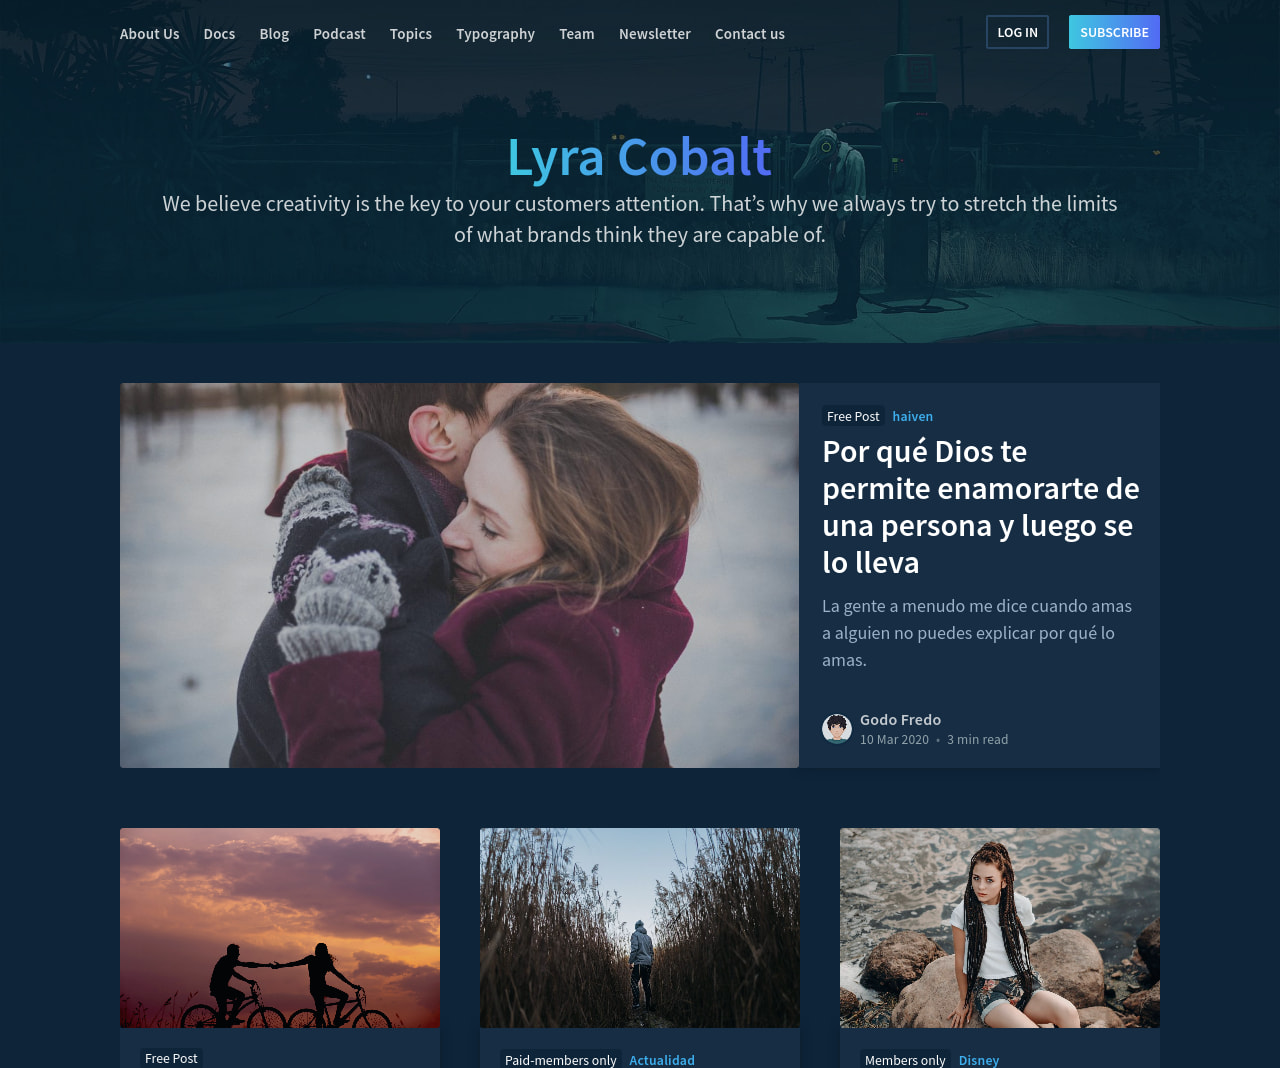 About Us Docs Blog Podcast Topics Typography Team Newsletter Contact us LOG IN SUBSCRIBE
Lyra Cobalt
We believe creativity is the key to your customers attention. That’s why we always try to stretch the limits
of what brands think they are capable of.
Free Post haiven
Por qué Dios te
permite enamorarte de
una persona y luego se
lo lleva
La gente a menudo me dice cuando amas
a alguien no puedes explicar por qué lo
amas.
Godo Fredo
10 Mar 2020 • 3 min read
Free Post
Paid-members only Actualidad
Members only Disney